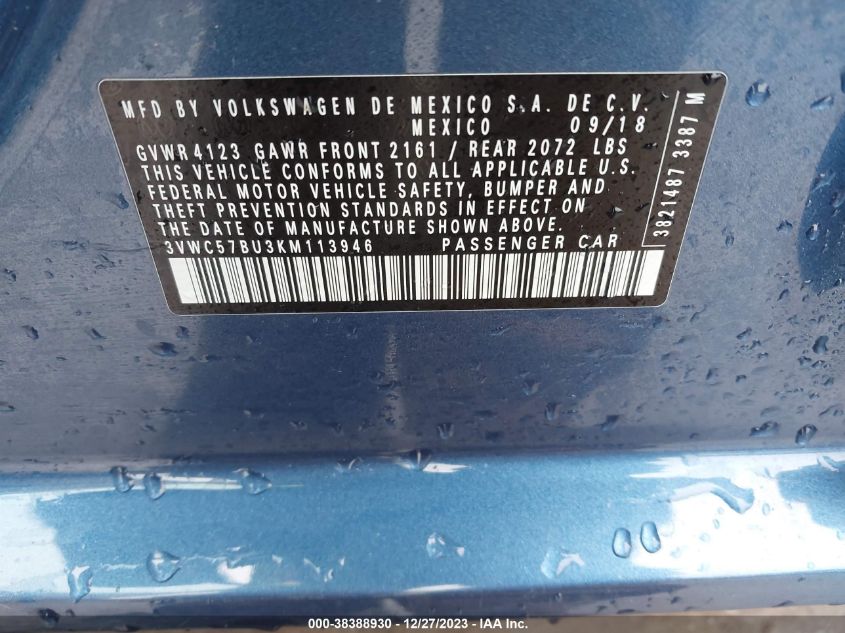 MFD BY VOLKSWAGEN DE MEXICO S.A. DE C.V.
MEXICO 09/18
GVWR 4123 GAWR FRONT 2161 / REAR 2072 LBS
THIS VEHICLE CONFORMS TO ALL APPLICABLE U.S.
FEDERAL MOTOR VEHICLE SAFETY, BUMPER AND
THEFT PREVENTION STANDARDS IN EFFECT ON
THE DATE OF MANUFACTURE SHOWN ABOVE.
3VWC57BU3KM113946 PASSENGER CAR
3821487 3387 M
000-38388930 - 12/27/2023 - IAA Inc.